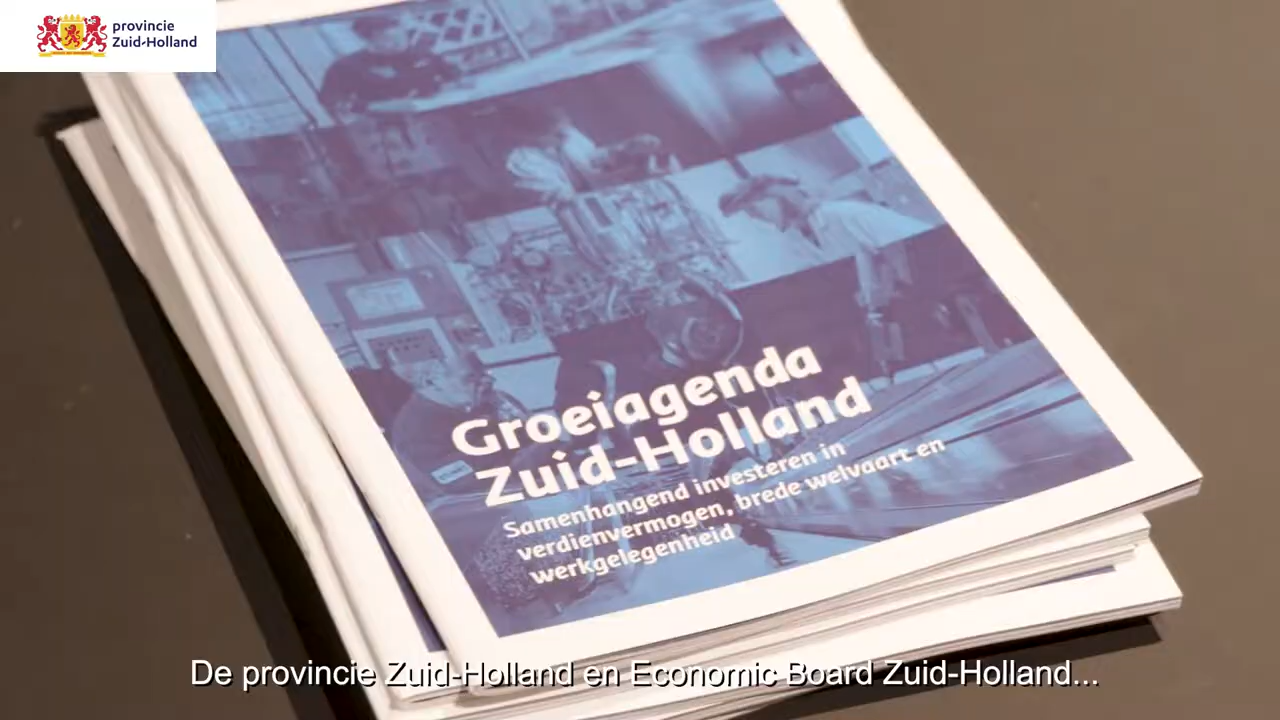 provincie
Zuid-Holland
Groeiagenda
Zuid-Holland
Samenhangend investeren in
verdienvermogen, brede welvaart en
werkgelegenheid
De provincie Zuid-Holland en Economic Board Zuid-Holland...